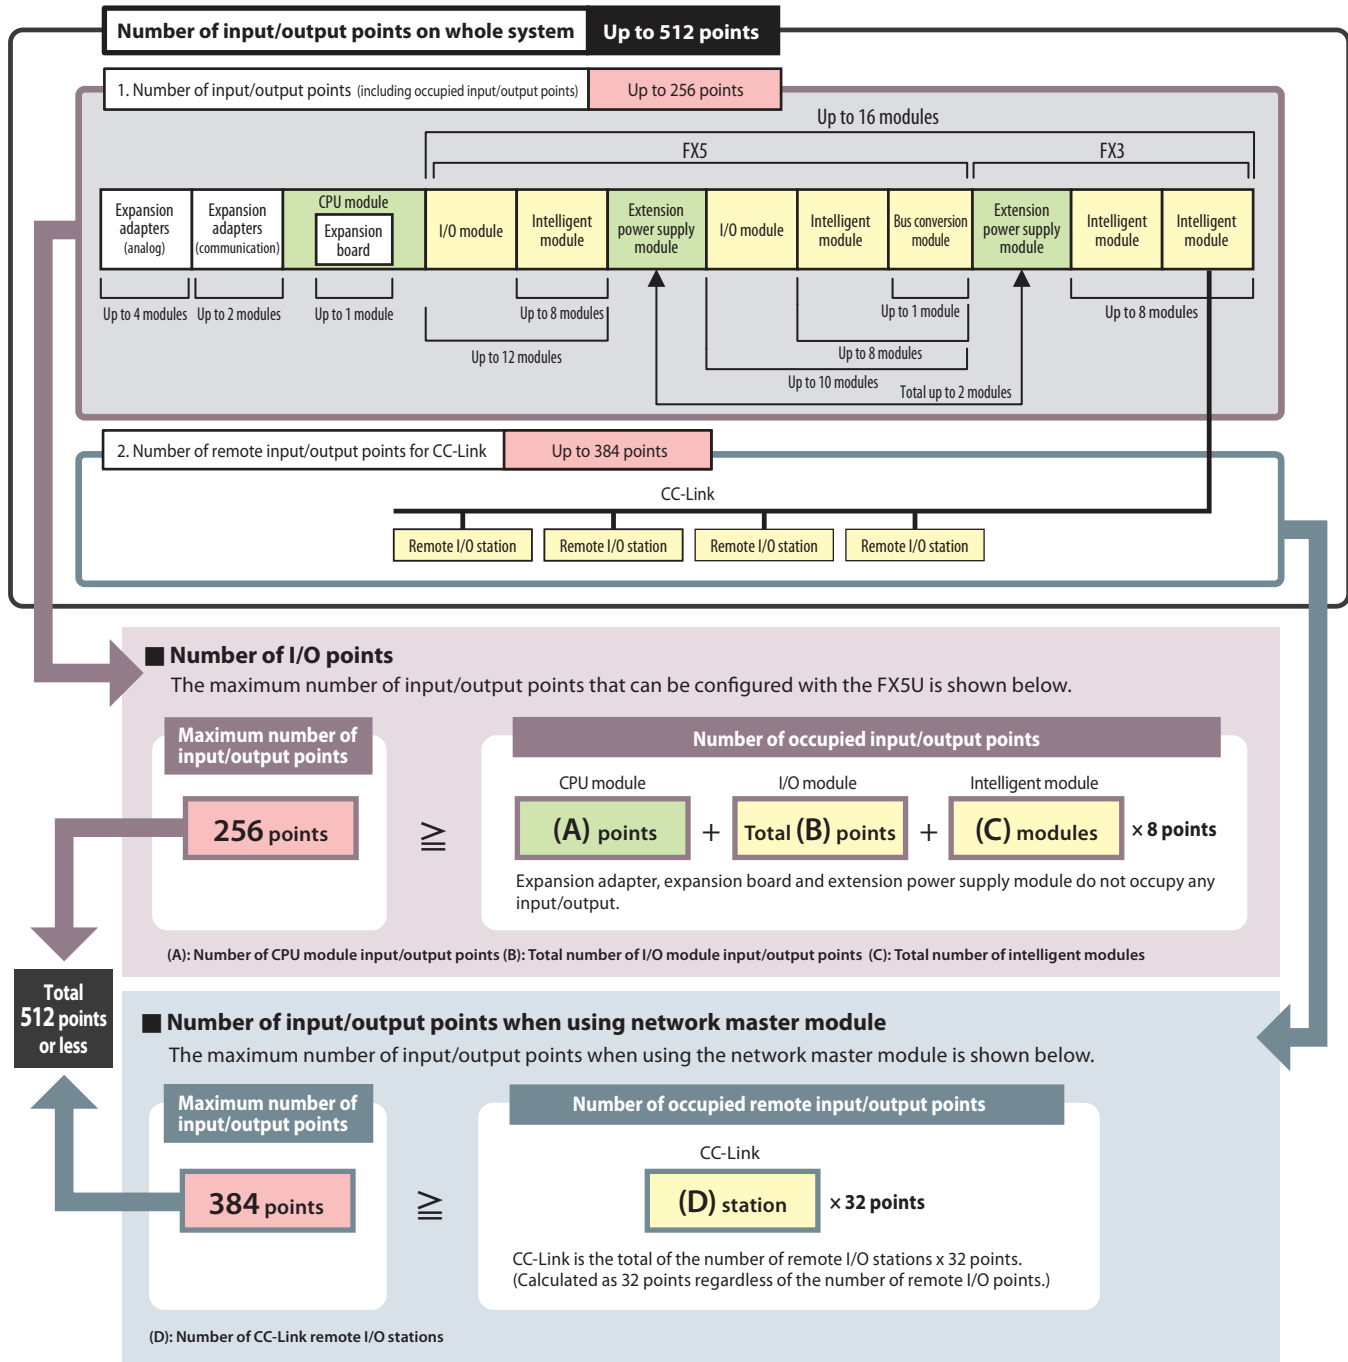 Number of input/output points on whole system Up to 512 points
1. Number of input/output points (including occupied input/output points) Up to 256 points
Up to 16 modules
FX5 FX3
Expansion adapters (analog)
Expansion adapters (communication)
CPU module
Expansion board
I/O module
Intelligent module
Extension power supply module
I/O module
Intelligent module
Bus conversion module
Extension power supply module
Intelligent module
Intelligent module
Up to 4 modules Up to 2 modules Up to 1 module Up to 8 modules Up to 1 module Up to 8 modules
Up to 12 modules Up to 8 modules
Up to 10 modules
Total up to 2 modules
2. Number of remote input/output points for CC-Link Up to 384 points
CC-Link
Remote I/O station Remote I/O station Remote I/O station Remote I/O station
■ Number of I/O points
The maximum number of input/output points that can be configured with the FX5U is shown below.
Maximum number of
input/output points
Number of occupied input/output points
CPU module I/O module Intelligent module
256 points ≧ (A) points + Total (B) points + (C) modules × 8 points
Expansion adapter, expansion board and extension power supply module do not occupy any
input/output.
(A): Number of CPU module input/output points (B): Total number of I/O module input/output points (C): Total number of intelligent modules
Total
512 points
or less
■ Number of input/output points when using network master module
The maximum number of input/output points when using the network master module is shown below.
Maximum number of
input/output points
Number of occupied remote input/output points
CC-Link
384 points ≧ (D) station × 32 points
CC-Link is the total of the number of remote I/O stations x 32 points.
(Calculated as 32 points regardless of the number of remote I/O points.)
(D): Number of CC-Link remote I/O stations